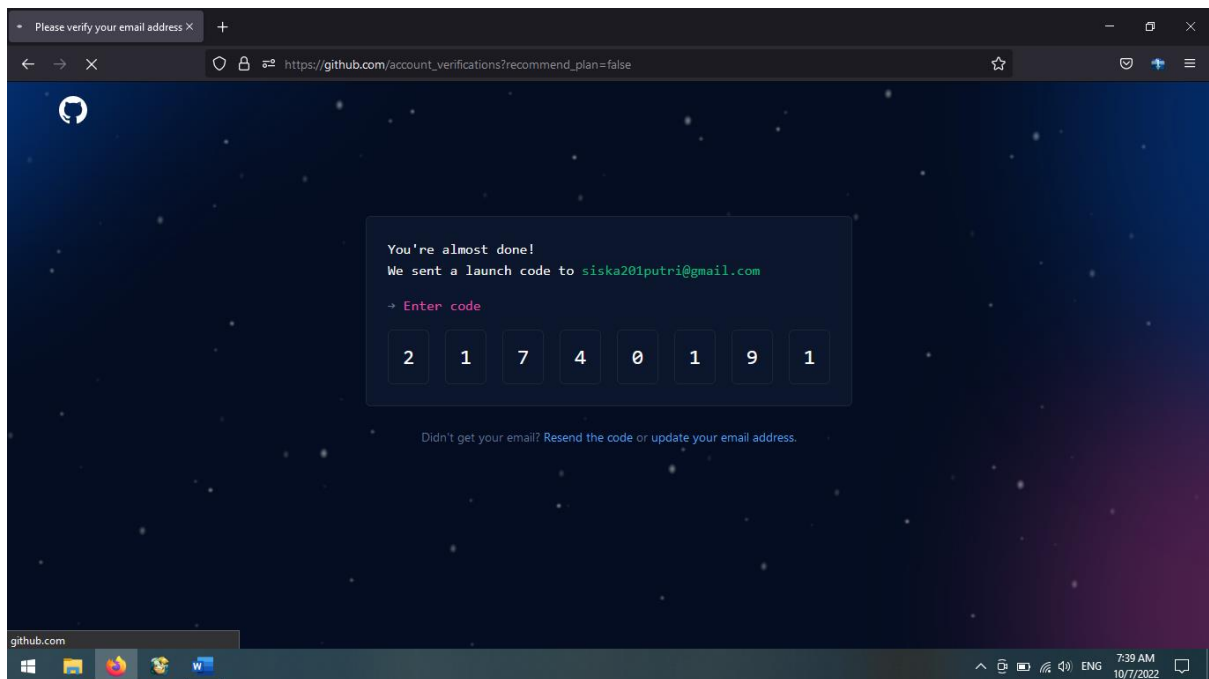 Please verify your email address
https://github.com/account_verifications?recommend_plan=false
You're almost done!
We sent a launch code to siska201putri@gmail.com
→ Enter code
2 1 7 4 0 1 9 1
Didn't get your email? Resend the code or update your email address.
github.com
W
ENG
7:39 AM
10/7/2022